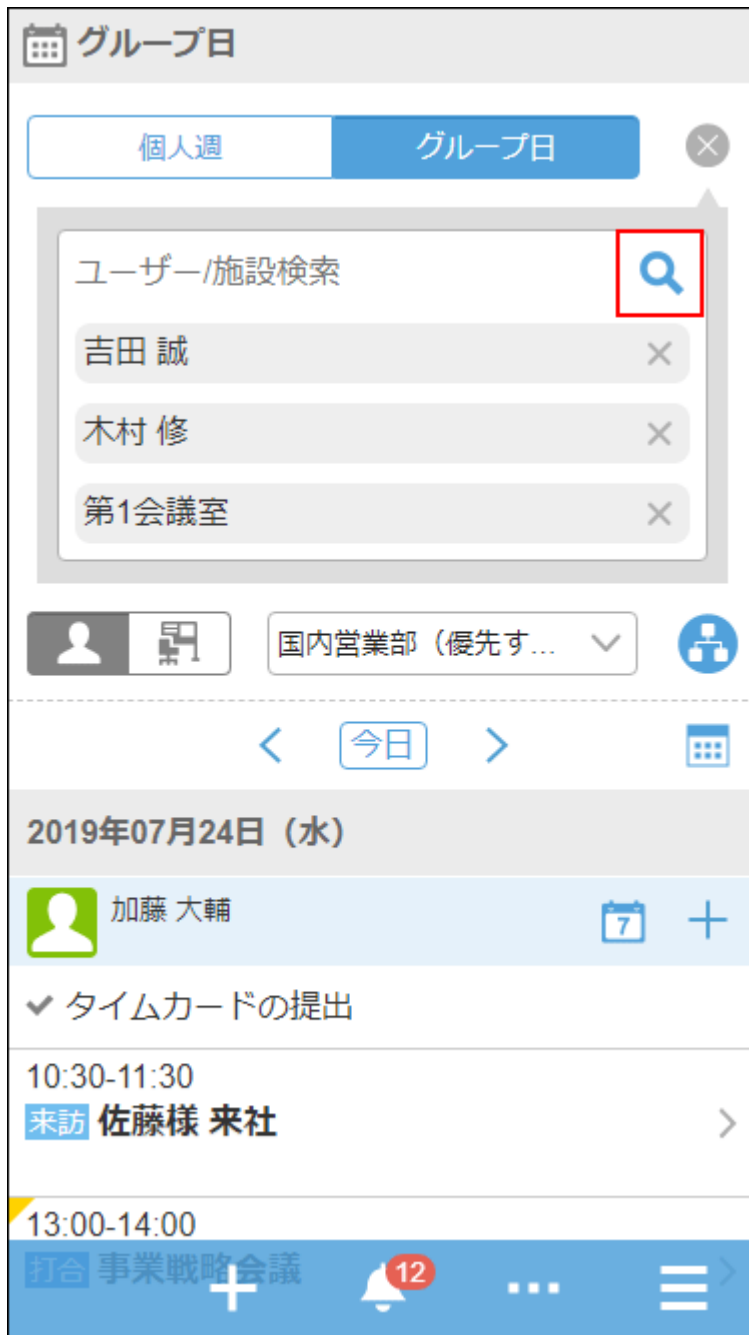 グループ日
個人週 グループ日
ユーザー/施設検索
吉田 誠
木村 修
第1会議室
国内営業部（優先す...
今日
2019年07月24日（水）
加藤 大輔
7
タイムカードの提出
10:30-11:30
来訪 佐藤様 来社
13:00-14:00
打合 事業戦略会議
12